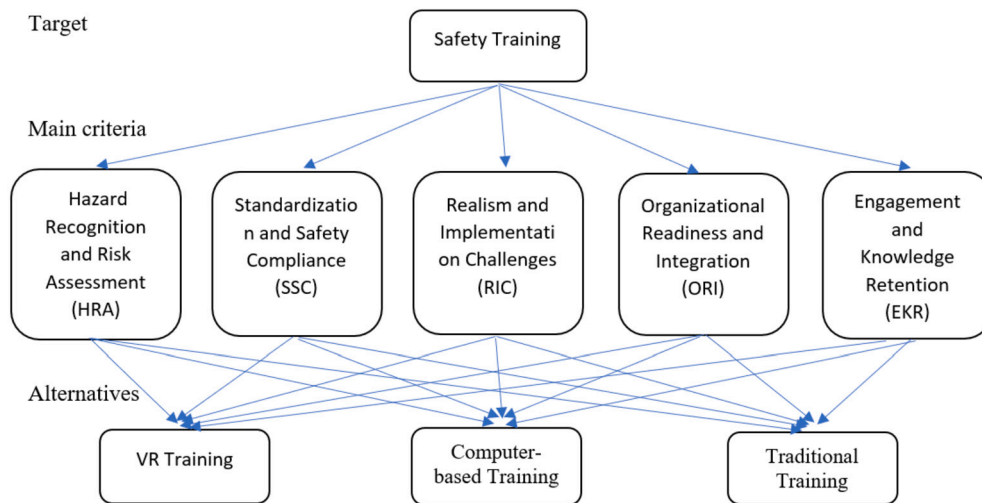 Target
Safety Training
Main criteria
Hazard
Recognition
and Risk
Assessment
(HRA)
Standardizatio
n and Safety
Compliance
(SSC)
Realism and
Implementati
on Challenges
(RIC)
Organizational
Readiness and
Integration
(ORI)
Engagement
and
Knowledge
Retention
(EKR)
Alternatives
VR Training
Computer-
based Training
Traditional
Training